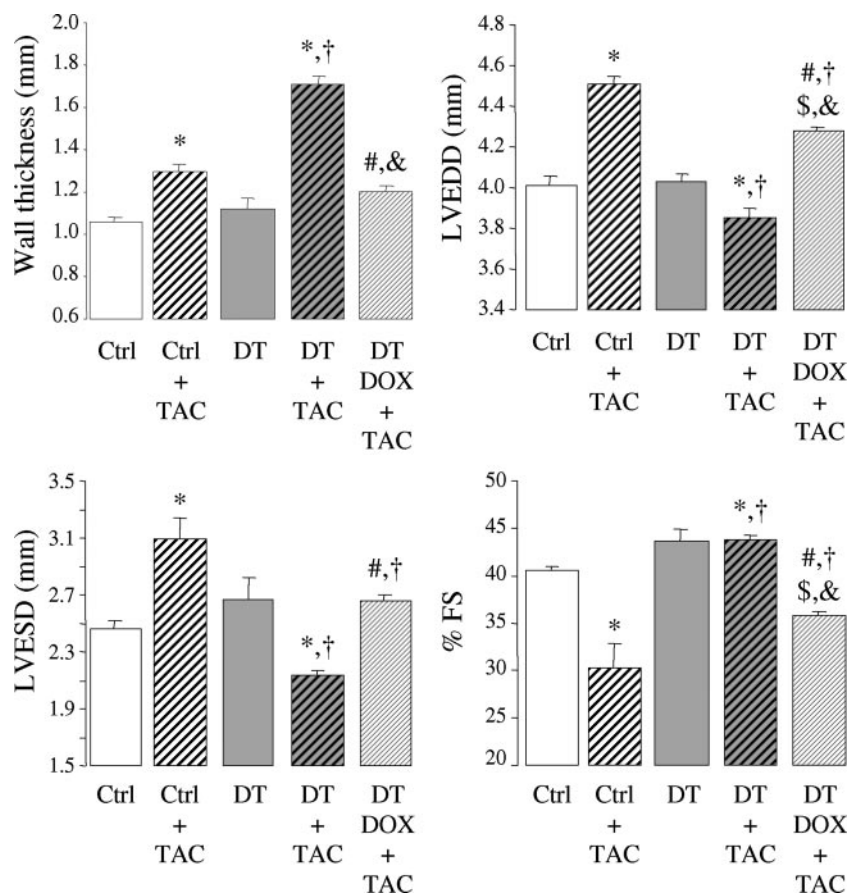 Wall thickness (mm)
2.0
1.8
1.6
1.4
1.2
1.0
0.8
0.6
*
*,†
#,&
Ctrl
Ctrl
+
TAC
DT
DT
+
TAC
DT
DOX
+
TAC
LVEDD (mm)
4.8
4.6
4.4
4.2
4.0
3.8
3.6
3.4
*
*,†
#,†
$,&
Ctrl
Ctrl
+
TAC
DT
DT
+
TAC
DT
DOX
+
TAC
LVESD (mm)
3.5
3.1
2.7
2.3
1.9
1.5
*
*,†
#,†
Ctrl
Ctrl
+
TAC
DT
DT
+
TAC
DT
DOX
+
TAC
% FS
50
45
40
35
30
25
20
*
*,†
#,†
$,&
Ctrl
Ctrl
+
TAC
DT
DT
+
TAC
DT
DOX
+
TAC